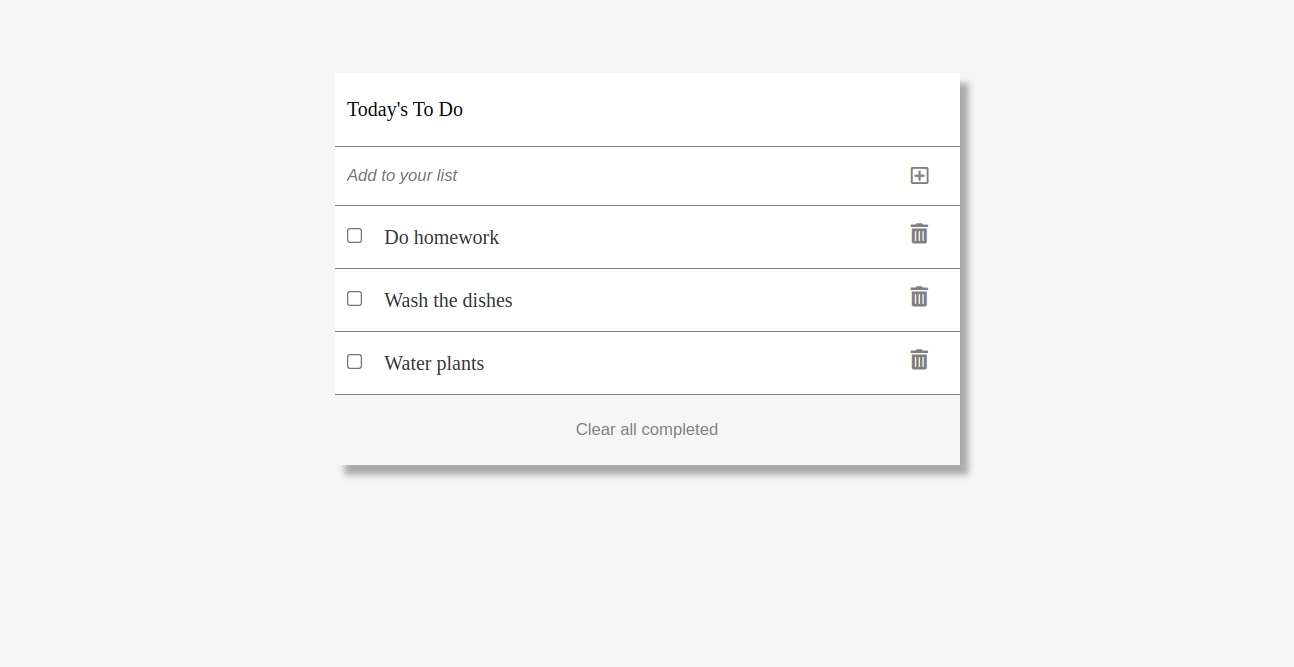 Today's To Do
Add to your list
Do homework
Wash the dishes
Water plants
Clear all completed